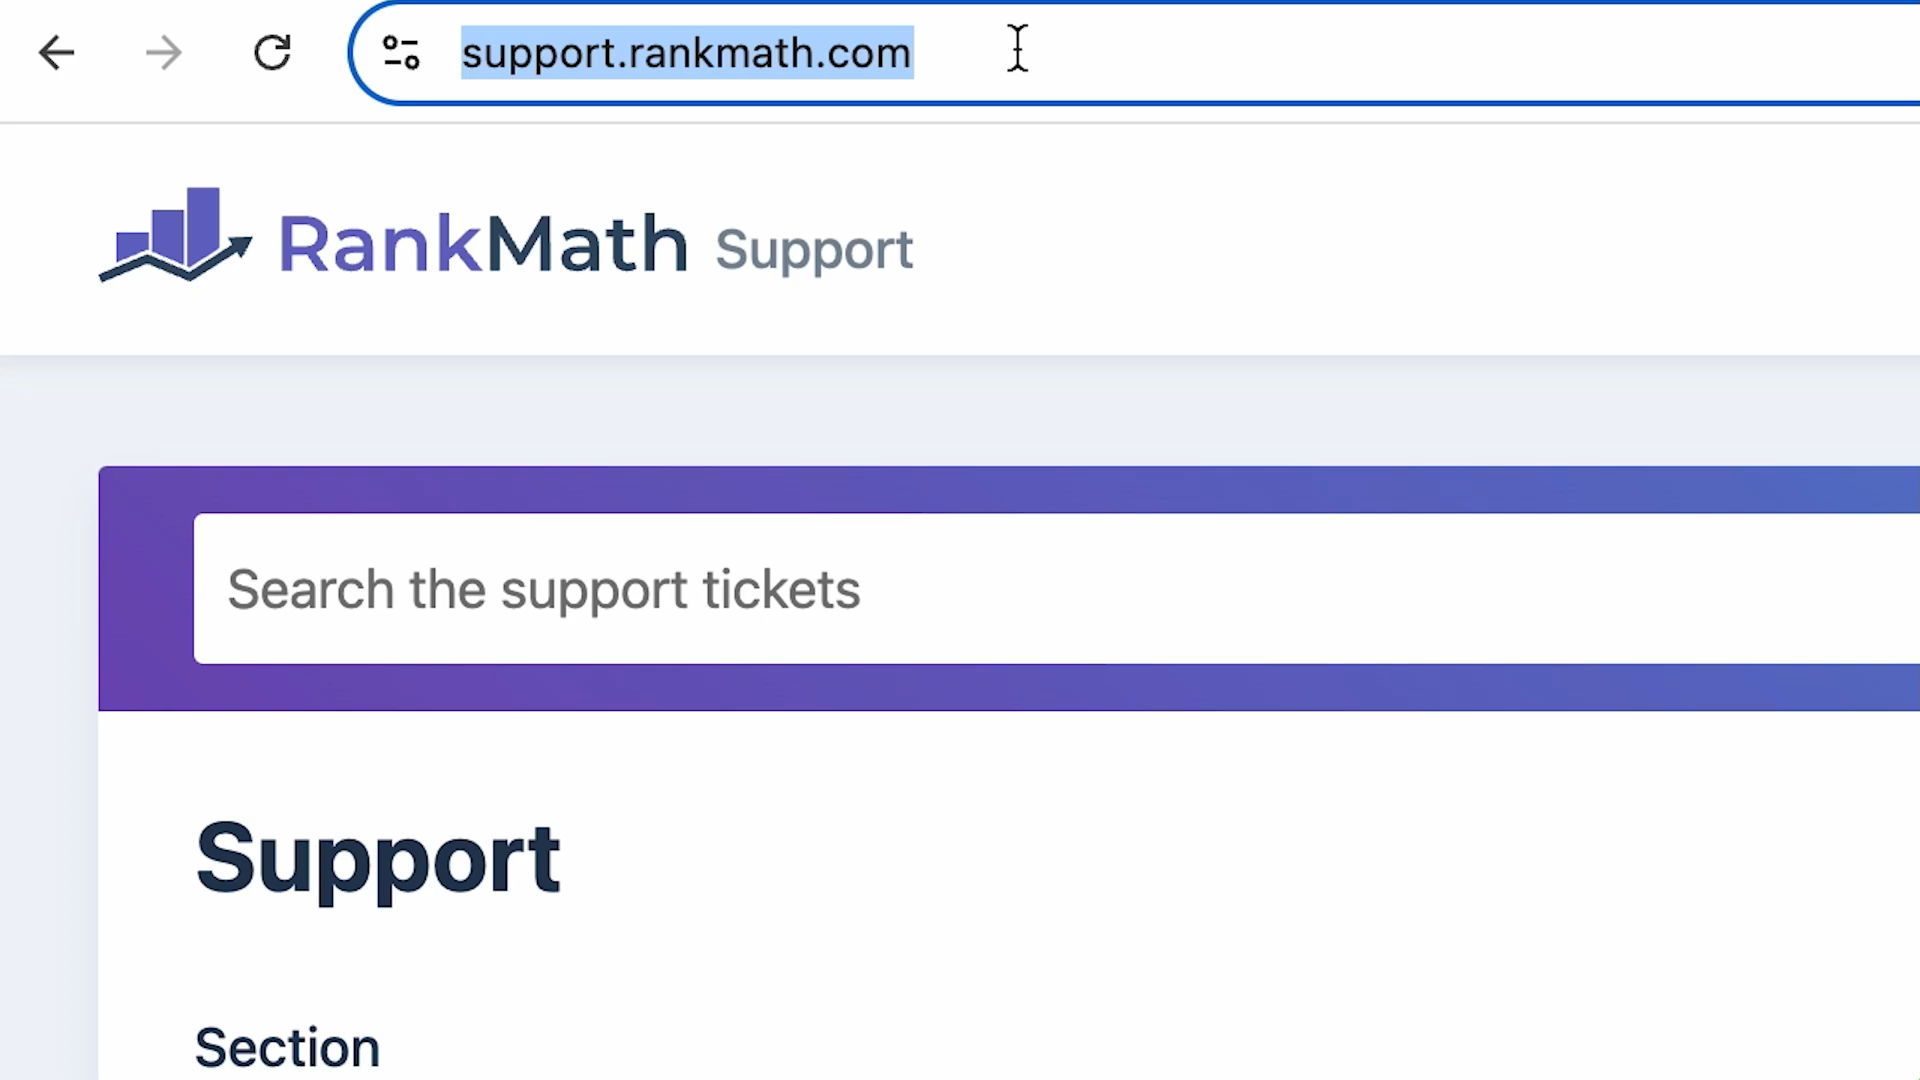 support.rankmath.com
RankMath Support
Search the support tickets
Support
Section